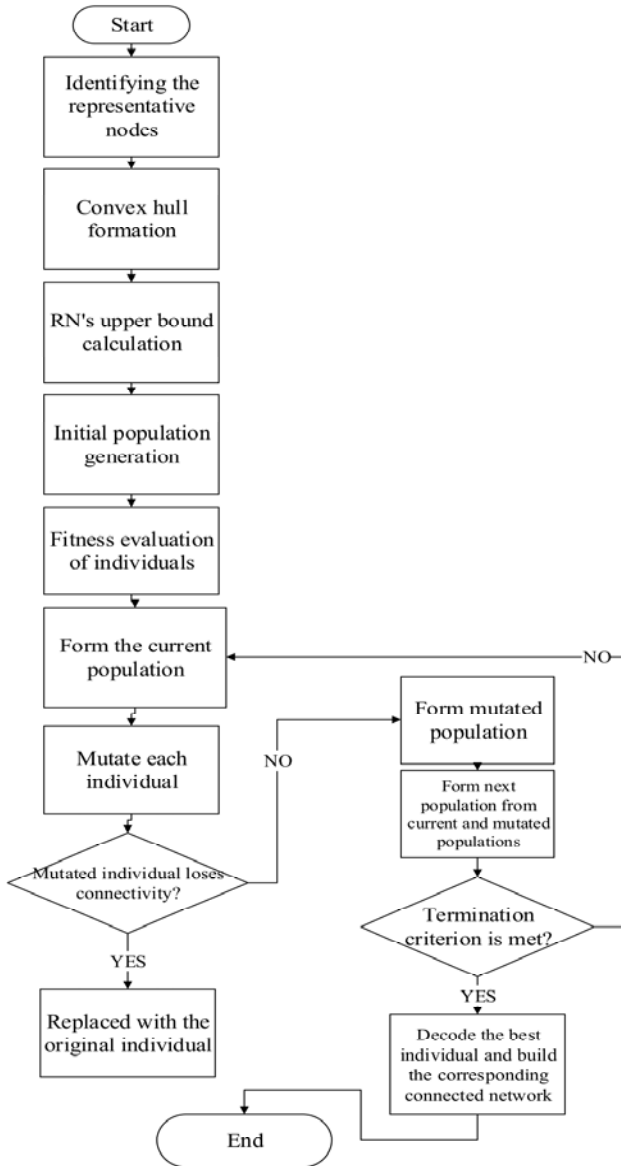 Start
Identifying the
representative
nodes
Convex hull
formation
RN's upper bound
calculation
Initial population
generation
Fitness evaluation
of individuals
Form the current
population
Mutate each
individual
Mutated individual loses
connectivity?
YES
Replaced with the
original individual
NO
Form mutated
population
Form next
population from
current and mutated
populations
Termination
criterion is met?
NO
YES
Decode the best
individual and build
the corresponding
connected network
End